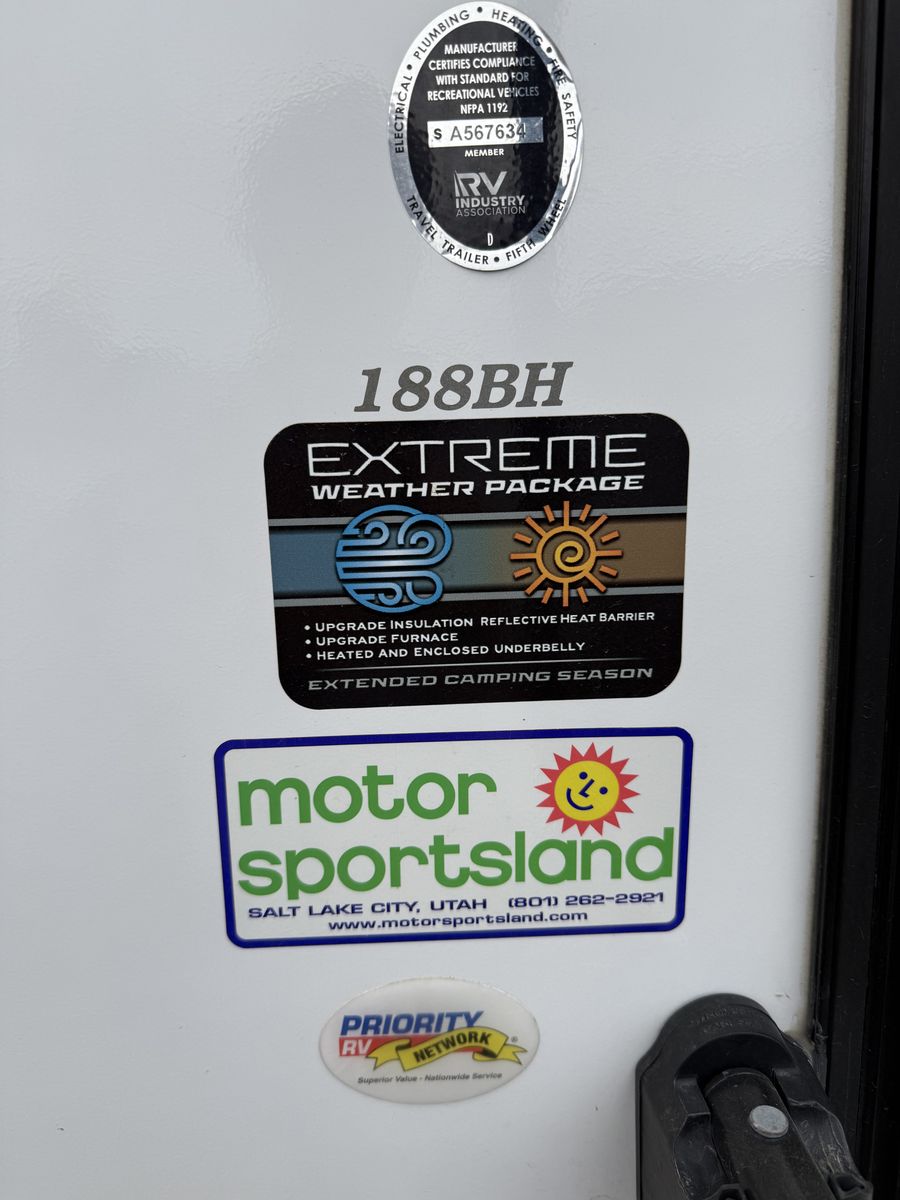 ELECTRICAL • PLUMBING • HEATING • FIRE SAFETY
MANUFACTURER
CERTIFIES COMPLIANCE
WITH STANDARD FOR
RECREATIONAL VEHICLES
NFPA 1192
S A567634
MEMBER
RV
INDUSTRY
ASSOCIATION
D
TRAVEL TRAILER • FIFTH WHEEL
188BH
EXTREME
WEATHER PACKAGE
• UPGRADE INSULATION REFLECTIVE HEAT BARRIER
• UPGRADE FURNACE
• HEATED AND ENCLOSED UNDERBELLY
EXTENDED CAMPING SEASON
motor
sportsland
SALT LAKE CITY, UTAH (801) 262-2921
www.motorsportsland.com
PRIORITY
RV NETWORK®
Superior Value - Nationwide Service